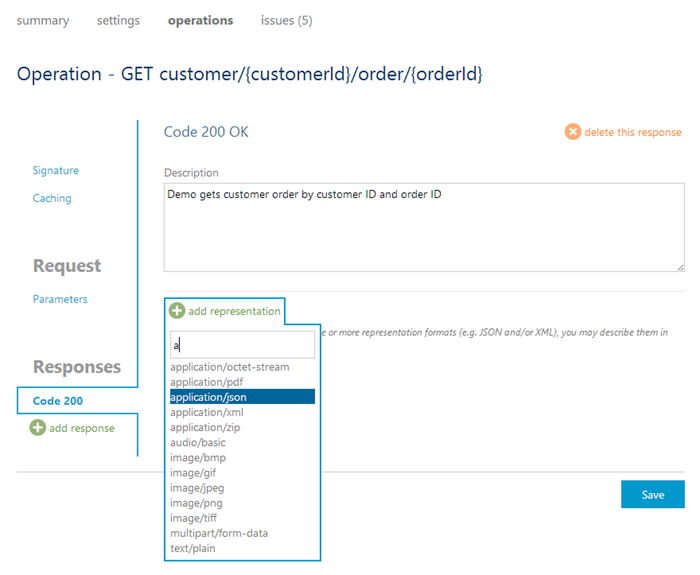 summary settings operations issues (5)
Operation - GET customer/{customerId}/order/{orderId}
Signature
Caching
Request
Parameters
Responses
Code 200
add response
Code 200 OK
delete this response
Description
Demo gets customer order by customer ID and order ID
add representation
e or more representation formats (e.g. JSON and/or XML), you may describe them in
a
application/octet-stream
application/pdf
application/json
application/xml
application/zip
audio/basic
image/bmp
image/gif
image/jpeg
image/png
image/tiff
multipart/form-data
text/plain
Save